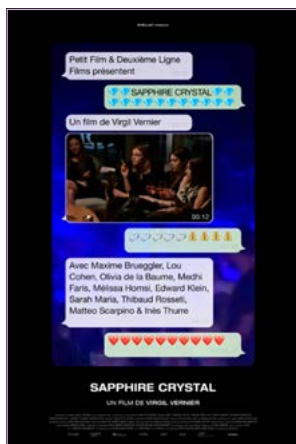 Petit Film & Deuxième Ligne
Films présentent
SAPPHIRE CRYSTAL
Un film de Virgil Vernier
00:12
Avec Maxime Brueggler, Lou
Cohen, Olivia de la Baume, Medhi
Faris, Mélissa Homsi, Edward Klein,
Sarah Maria, Thibaud Rosseti,
Matteo Scarpino & Inès Thurre
SAPPHIRE CRYSTAL
UN FILM DE VIRGIL VERNIER